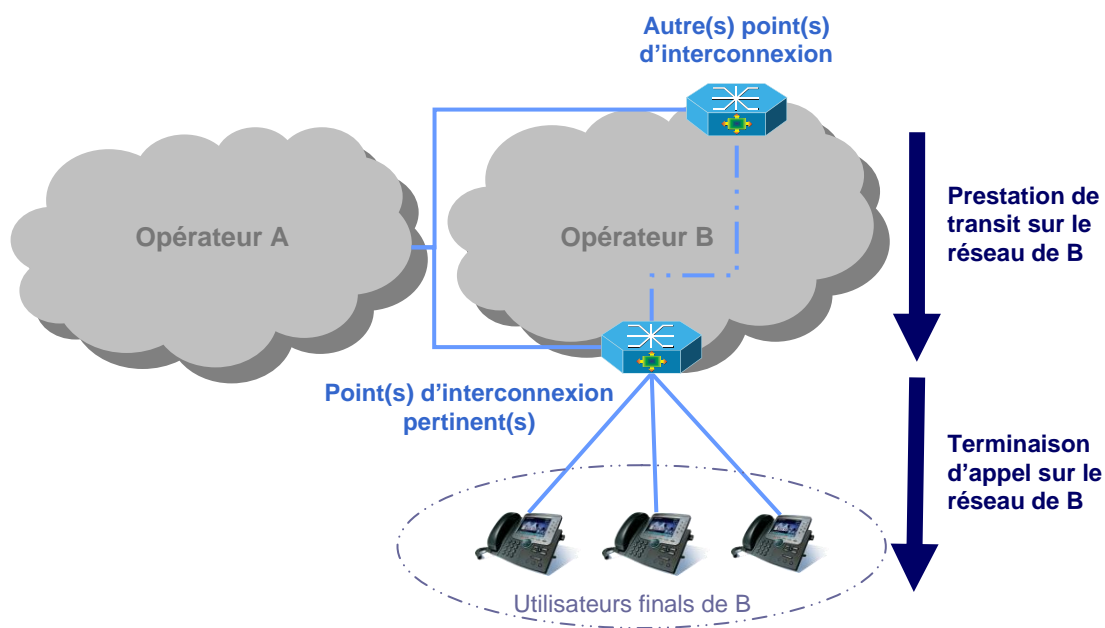 Autre(s) point(s)
d’interconnexion
Opérateur A
Opérateur B
Prestation de
transit sur le
réseau de B
Point(s) d’interconnexion
pertinent(s)
Terminaison
d’appel sur le
réseau de B
Utilisateurs finals de B